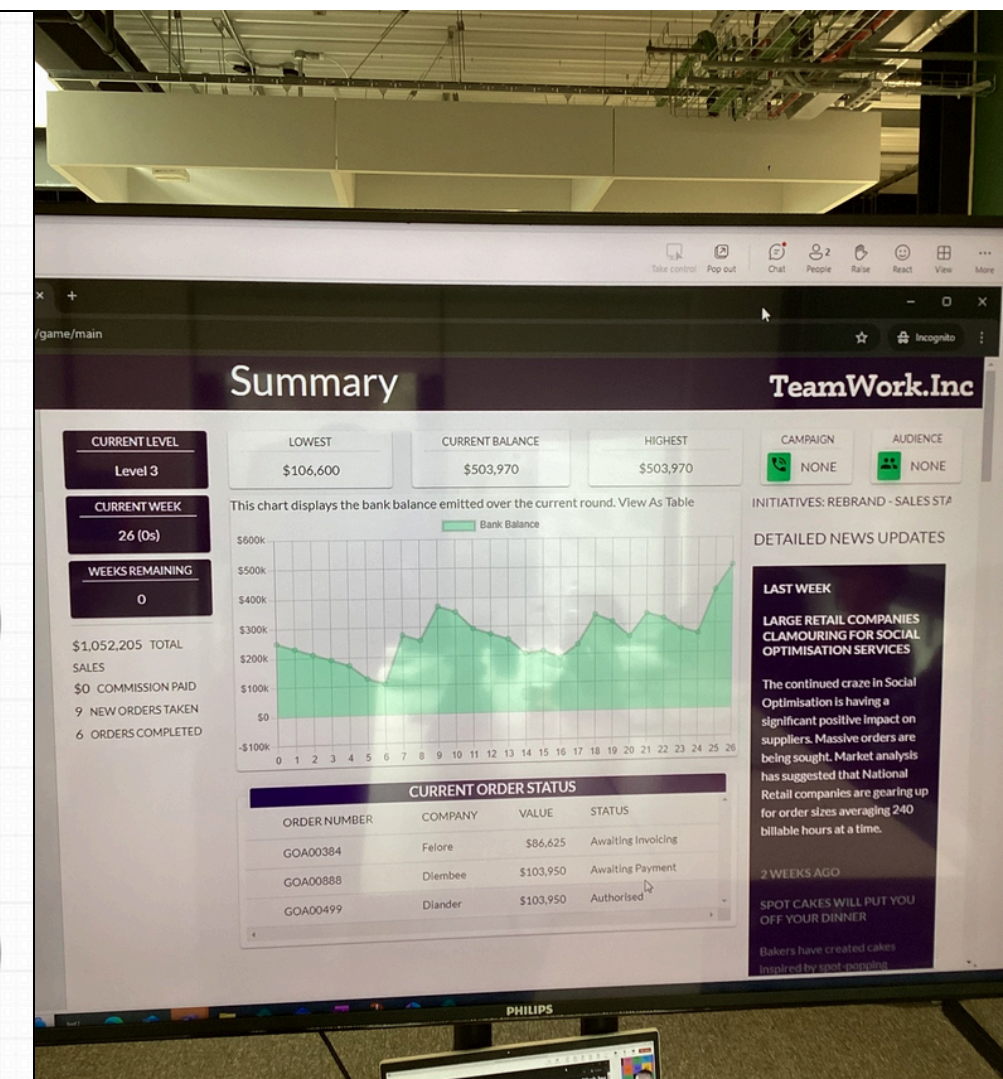 Take control Pop out Chat 2 People Raise React View More
/game/main
Incognito
Summary
TeamWork.Inc
CURRENT LEVEL
Level 3
CURRENT WEEK
26 (0s)
WEEKS REMAINING
0
$1,052,205 TOTAL
SALES
$0 COMMISSION PAID
9 NEW ORDERS TAKEN
6 ORDERS COMPLETED
LOWEST
$106,600
CURRENT BALANCE
$503,970
HIGHEST
$503,970
This chart displays the bank balance emitted over the current round. View As Table
Bank Balance
$600k
$500k
$400k
$300k
$200k
$100k
$0
-$100k
0 1 2 3 4 5 6 7 8 9 10 11 12 13 14 15 16 17 18 19 20 21 22 23 24 25 26
CURRENT ORDER STATUS
ORDER NUMBER COMPANY VALUE STATUS
GOA00384 Felore $86,625 Awaiting Invoicing
GOA00888 Diembee $103,950 Awaiting Payment
GOA00499 Diander $103,950 Authorised
CAMPAIGN
NONE
AUDIENCE
NONE
INITIATIVES: REBRAND - SALES STA
DETAILED NEWS UPDATES
LAST WEEK
LARGE RETAIL COMPANIES
CLAMOURING FOR SOCIAL
OPTIMISATION SERVICES
The continued craze in Social
Optimisation is having a
significant positive impact on
suppliers. Massive orders are
being sought. Market analysis
has suggested that National
Retail companies are gearing up
for order sizes averaging 240
billable hours at a time.
2 WEEKS AGO
SPOT CAKES WILL PUT YOU
OFF YOUR DINNER
Bakers have created cakes
inspired by spot-popping
PHILIPS